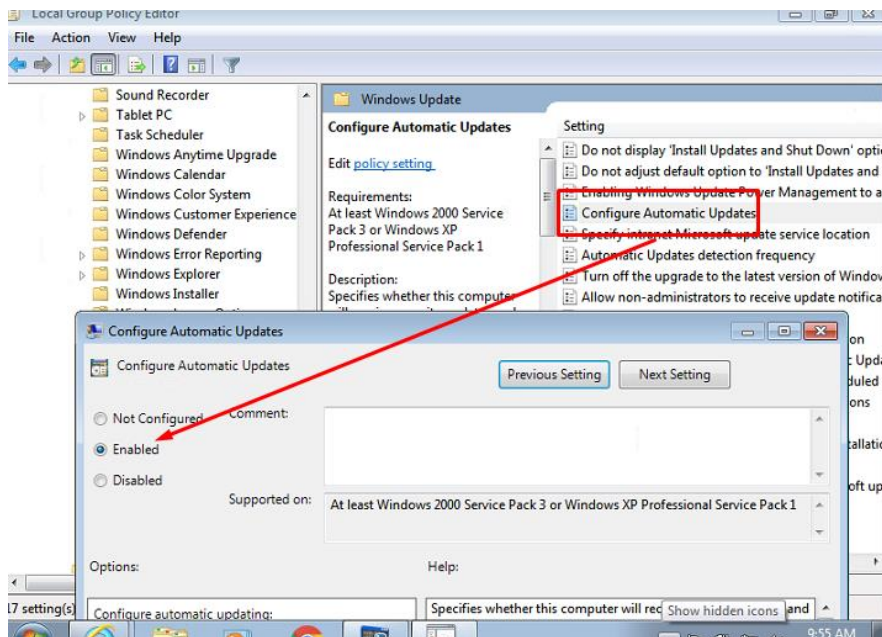 Local Group Policy Editor
File Action View Help
Sound Recorder
Tablet PC
Task Scheduler
Windows Anytime Upgrade
Windows Calendar
Windows Color System
Windows Customer Experience
Windows Defender
Windows Error Reporting
Windows Explorer
Windows Installer
Windows Update
Configure Automatic Updates
Edit policy setting
Requirements:
At least Windows 2000 Service
Pack 3 or Windows XP
Professional Service Pack 1
Description:
Specifies whether this computer
Setting
Do not display 'Install Updates and Shut Down' opti
Do not adjust default option to 'Install Updates and
Enabling Windows Update Power Management to a
Configure Automatic Updates
Specify intranet Microsoft update service location
Automatic Updates detection frequency
Turn off the upgrade to the latest version of Window
Allow non-administrators to receive update notifica
on
Upda
duled
ons
tallatic
oft up
Configure Automatic Updates
Configure Automatic Updates
Previous Setting Next Setting
Not Configured
Enabled
Disabled
Comment:
Supported on:
At least Windows 2000 Service Pack 3 or Windows XP Professional Service Pack 1
Options:
Help:
Configure automatic updating:
Specifies whether this computer will rec
and
Show hidden icons
17 setting(s)
9:55 AM